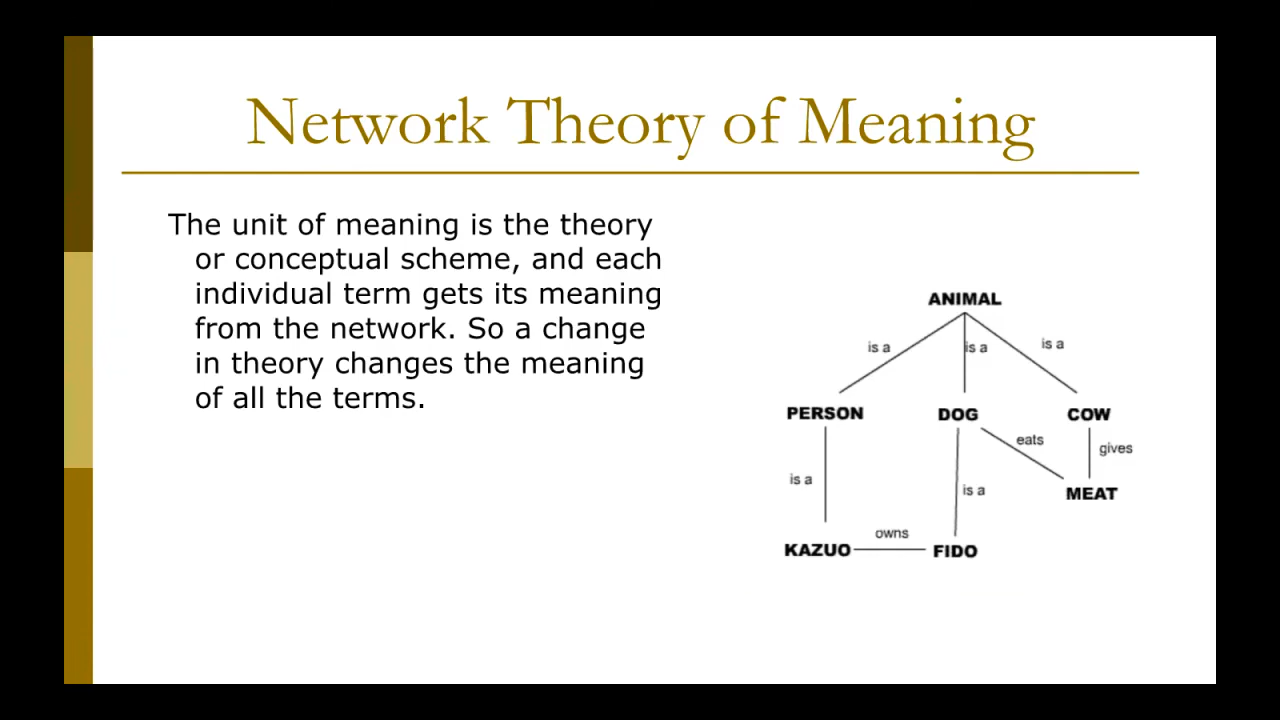 Network Theory of Meaning
The unit of meaning is the theory
or conceptual scheme, and each
individual term gets its meaning
from the network. So a change
in theory changes the meaning
of all the terms.
ANIMAL
is a
is a
is a
PERSON
DOG
COW
eats
gives
is a
is a
MEAT
owns
KAZUO
FIDO